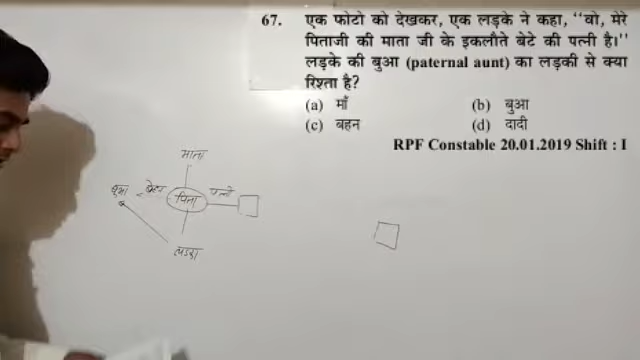 67. एक फोटो को देखकर, एक लड़के ने कहा, "वो, मेरे
पिताजी की माता जी के इकलौते बेटे की पत्नी है।"
लड़के की बुआ (paternal aunt) का लड़की से क्या
रिश्ता है?
(a) माँ (b) बुआ
(c) बहन (d) दादी
RPF Constable 20.01.2019 Shift : I
माता
बुआ बेटा पिता पत्नी
लड़का